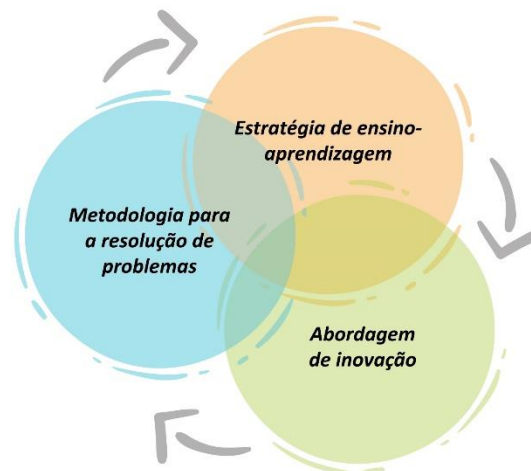 Estratégia de ensino-
aprendizagem
Metodologia para
a resolução de
problemas
Abordagem
de inovação